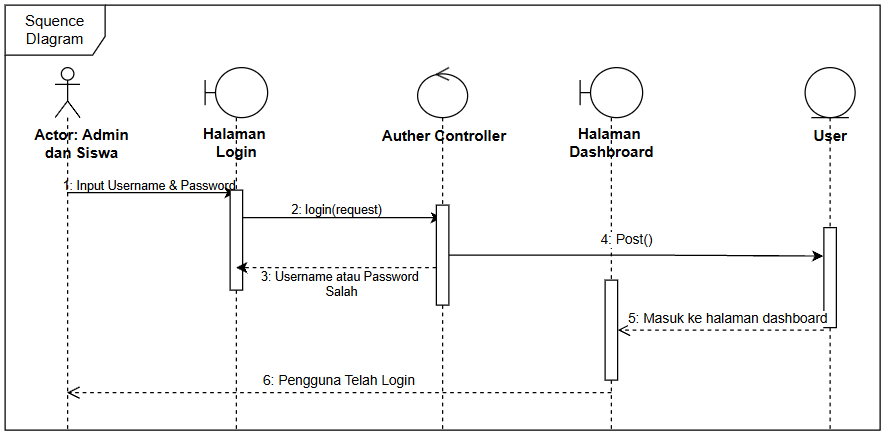 Squence
DIagram
Actor: Admin
dan Siswa
Halaman
Login
Auther Controller
Halaman
Dashbroard
User
1: Input Username & Password
2: login(request)
4: Post()
3: Username atau Password
Salah
5: Masuk ke halaman dashboard
6: Pengguna Telah Login